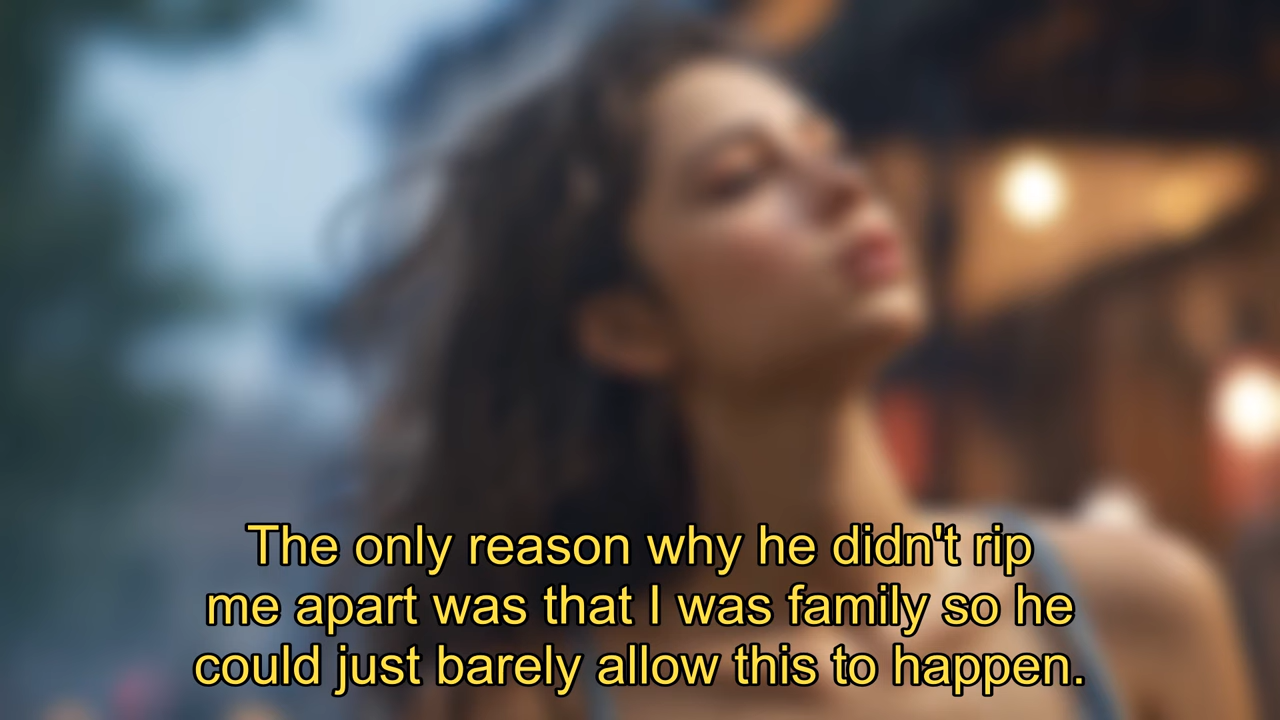 The only reason why he didn't rip
me apart was that I was family so he
could just barely allow this to happen.